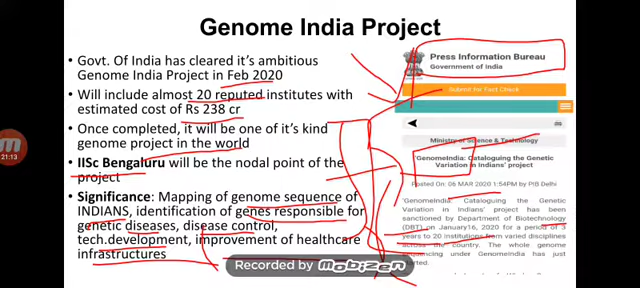 Genome India Project
• Govt. Of India has cleared it's ambitious
Genome India Project in Feb 2020
• Will include almost 20 reputed institutes with
estimated cost of Rs 238 cr
• Once completed, it will be one of it's kind
genome project in the world
• IISc Bengaluru will be the nodal point of the
project
• Significance: Mapping of genome sequence of
INDIANS, identification of genes responsible for
genetic diseases, disease control,
tech.development, improvement of healthcare
infrastructures
Press Information Bureau
Government of India
Submit for Fact Check
Ministry of Science & Technology
'GenomeIndia: Cataloguing the Genetic
Variation in Indians' project
Posted On: 06 MAR 2020 1:54PM by PIB Delhi
'GenomeIndia: Cataloguing the Genetic
Variation in Indians' project has been
sanctioned by Department of Biotechnology
(DBT) on January 16, 2020 for a period of 3
years to 20 institutions from varied disciplines
across the country. The whole genome
sequencing under GenomeIndia has just
21:13
Recorded by MOBIZEN